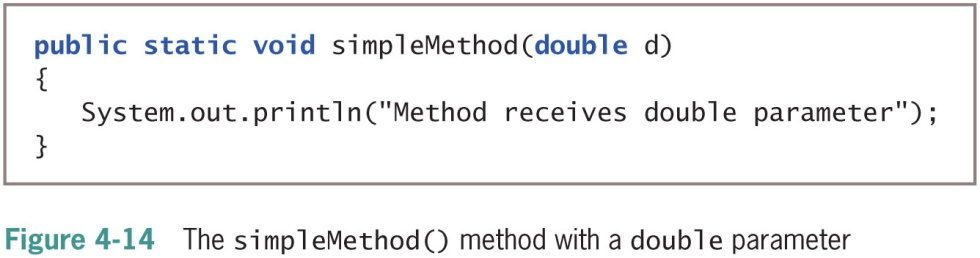 public static void simpleMethod(double d)
{
   System.out.println("Method receives double parameter");
}
Figure 4-14 The simpleMethod() method with a double parameter